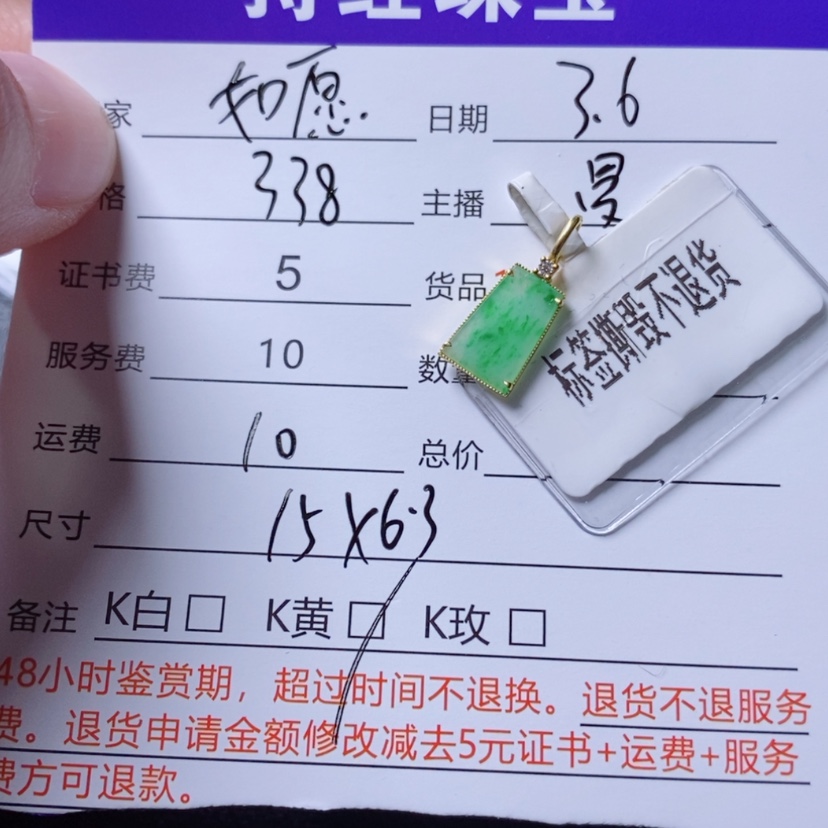 家 如愿 日期 3.6
格 338 主播 曼
证书费 5 货品
服务费 10 数量
标签撕毁不退货
运费 10 总价
尺寸 15X6.3
备注 K白□ K黄□ K玫□
48小时鉴赏期，超过时间不退换。退货不退服务
费。退货申请金额修改减去5元证书+运费+服务
费方可退款。